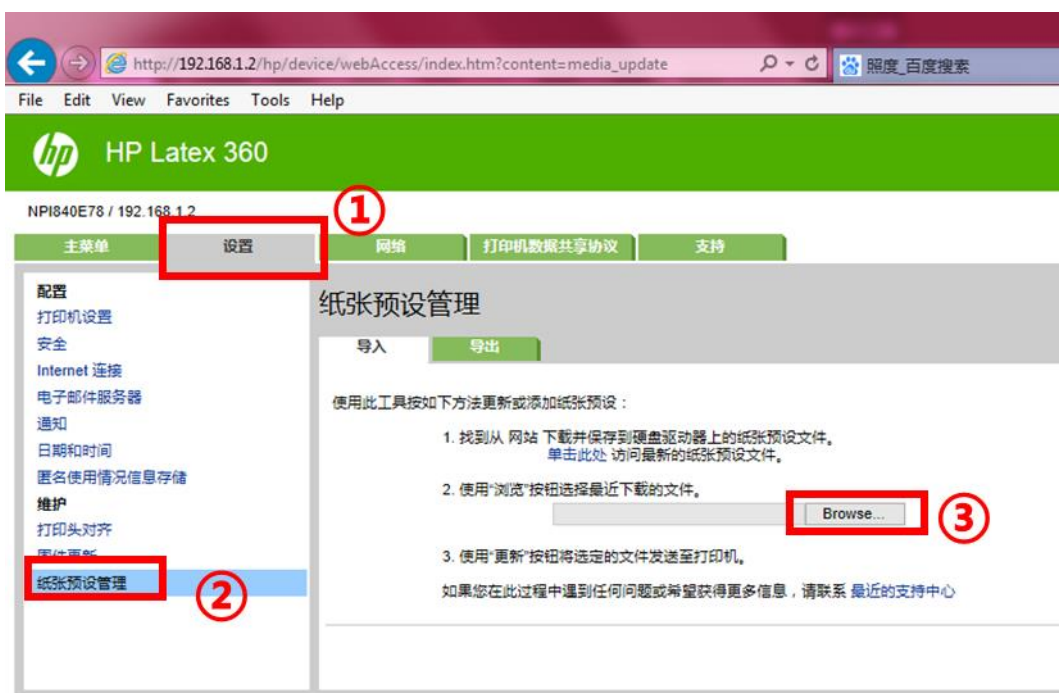 http://192.168.1.2/hp/device/webAccess/index.htm?content=media_update
照度_百度搜索
File Edit View Favorites Tools Help
hp HP Latex 360
NPI840E78 / 192.168.1.2
①
主菜单 设置 网络 打印机数据共享协议 支持
配置
打印机设置
安全
Internet 连接
电子邮件服务器
通知
日期和时间
匿名使用情况信息存储
维护
打印头对齐
固件更新
纸张预设管理
②
纸张预设管理
导入 导出
使用此工具按如下方法更新或添加纸张预设：
1. 找到从 网站 下载并保存到硬盘驱动器上的纸张预设文件。
单击此处 访问最新的纸张预设文件。
2. 使用“浏览”按钮选择最近下载的文件。
Browse...
③
3. 使用“更新”按钮将选定的文件发送至打印机。
如果您在此过程中遇到任何问题或希望获得更多信息，请联系 最近的支持中心